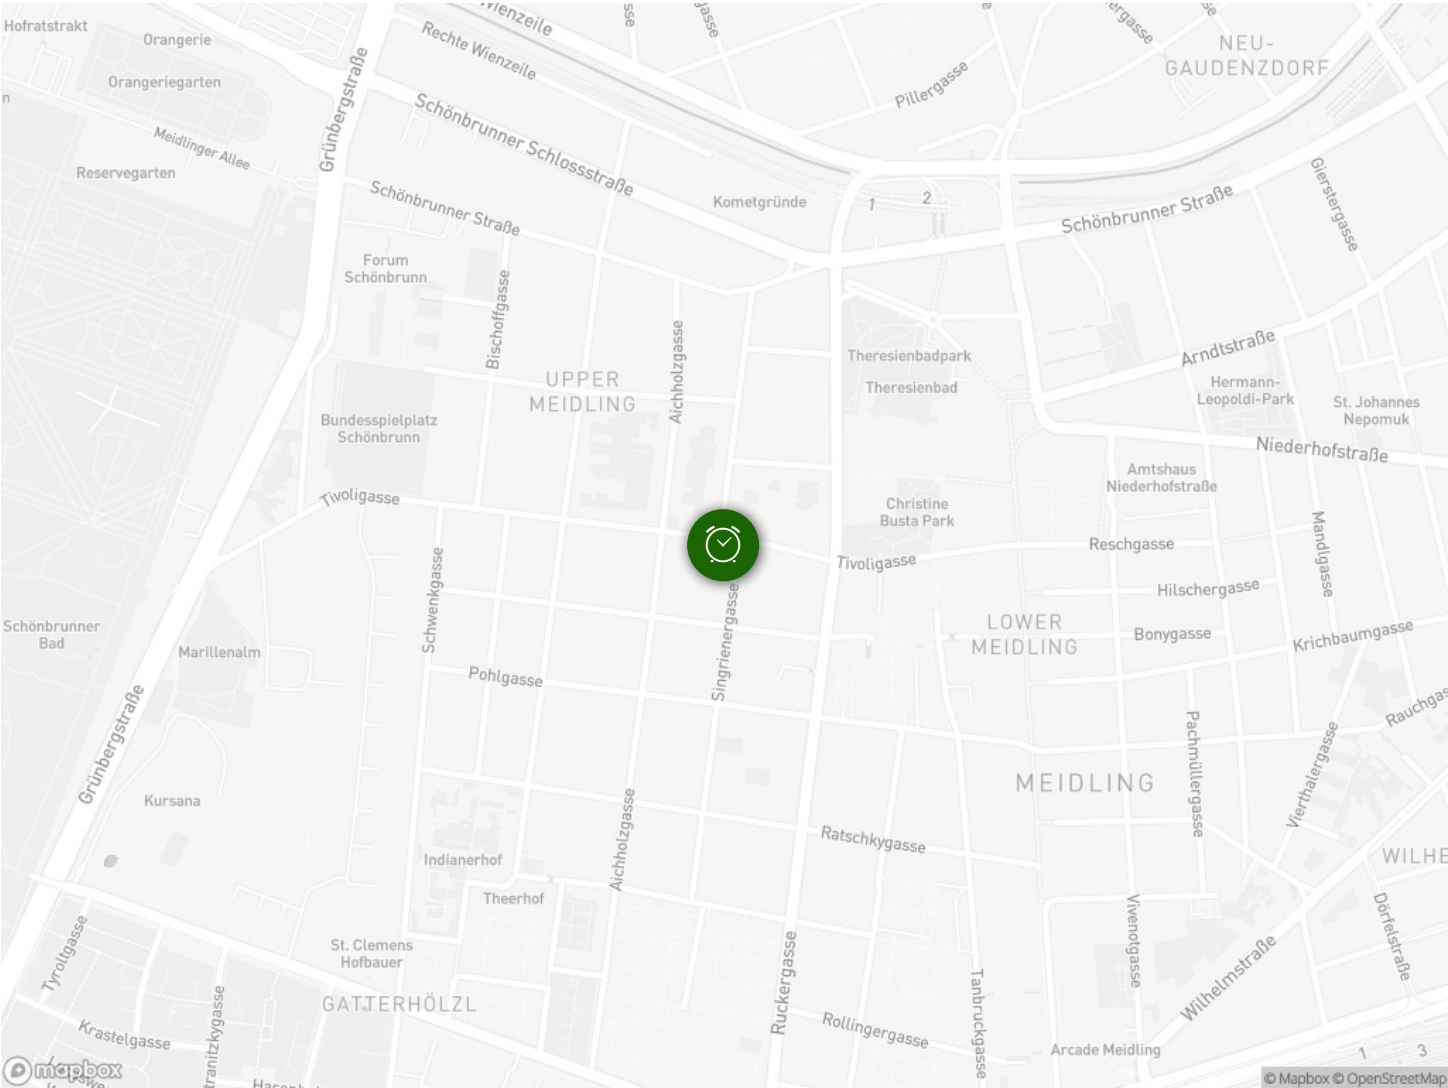 Hofratstrakt
Orangerie
Orangeriegarten
Meidlinger Allee
Reservegarten
Grünbergstraße
Rechte Wienzeile
Wienzeile
Pillergasse
NEU-
GAUDENZDORF
Schönbrunner Schlossstraße
Schönbrunner Straße
Kometgründe
1
2
Schönbrunner Straße
Gierstergasse
Forum
Schönbrunn
Bischoffgasse
Aichholzgasse
UPPER
MEIDLING
Theresienbadpark
Theresienbad
Arndtstraße
Hermann-
Leopoldi-Park
St. Johannes
Nepomuk
Bundesspielplatz
Schönbrunn
Niederhofstraße
Amtshaus
Niederhofstraße
Tivoligasse
Christine
Busta Park
Tivoligasse
Reschgasse
Mandlgasse
Hilschergasse
Schwenkgasse
Singrienergasse
LOWER
MEIDLING
Bonygasse
Krichbaumgasse
Schönbrunner
Bad
Marillenalm
Pohlgasse
Grünbergstraße
Rauchgas
Pachmüllergasse
Vierthalergasse
MEIDLING
Kursana
Aichholzgasse
Ratschkygasse
Indianerhof
Theerhof
WILHE
Dörfelstraße
Vivenotgasse
Tyroltgasse
St. Clemens
Hofbauer
Ruckergasse
Wilhelmstraße
Tanbruckgasse
GATTERHÖLZL
Krastelgasse
tranitzkygasse
Rollingergasse
Arcade Meidling
1
3
mapbox
© Mapbox © OpenStreetMap